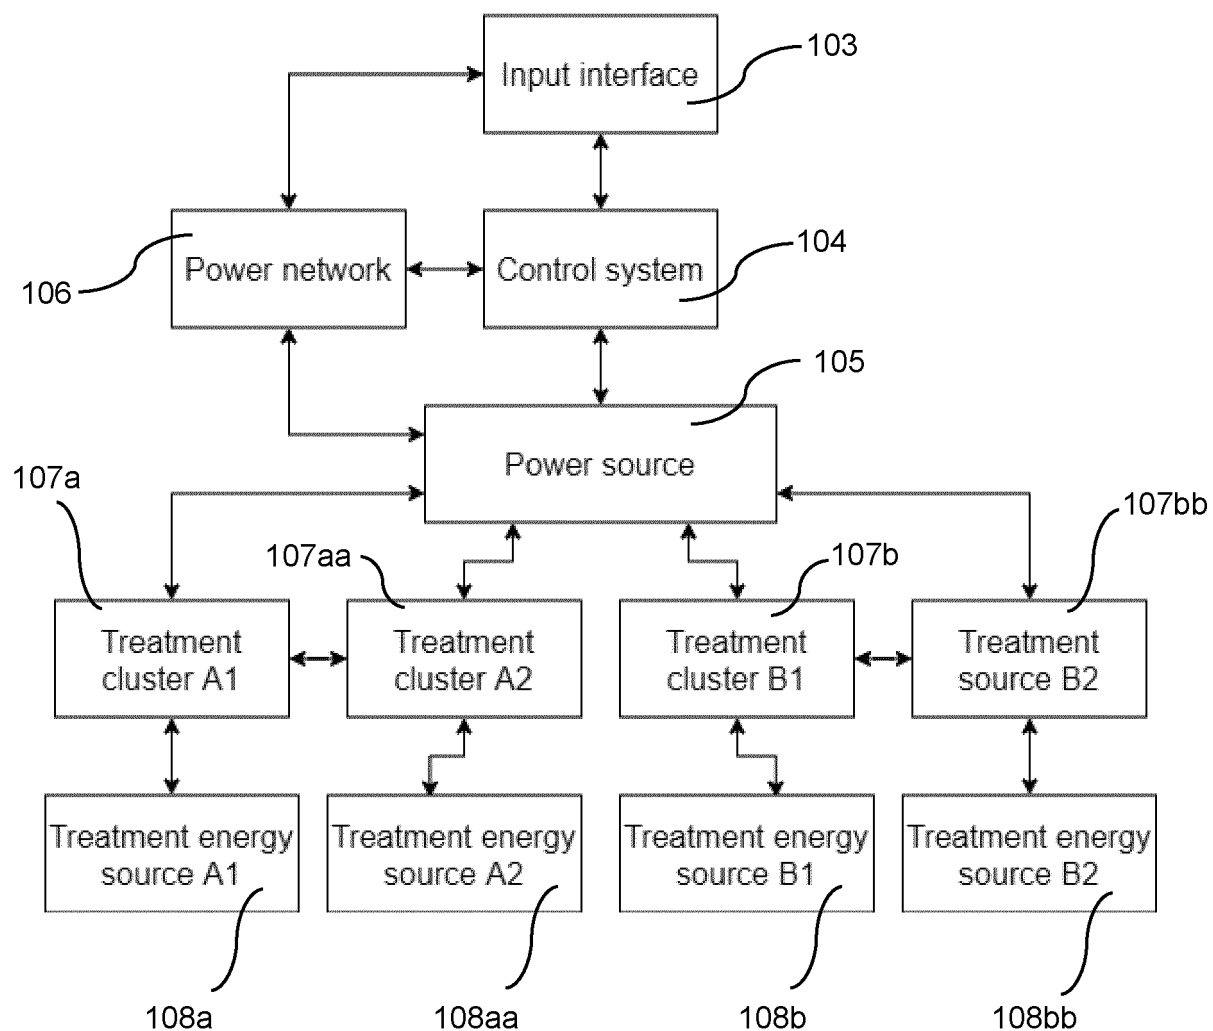 103
Input interface
104
Power network
Control system
106
105
Power source
107a
107bb
107aa
107b
Treatment
cluster A1
Treatment
cluster A2
Treatment
cluster B1
Treatment
source B2
Treatment energy
source A1
Treatment energy
source A2
Treatment energy
source B1
Treatment energy
source B2
108a
108aa
108b
108bb